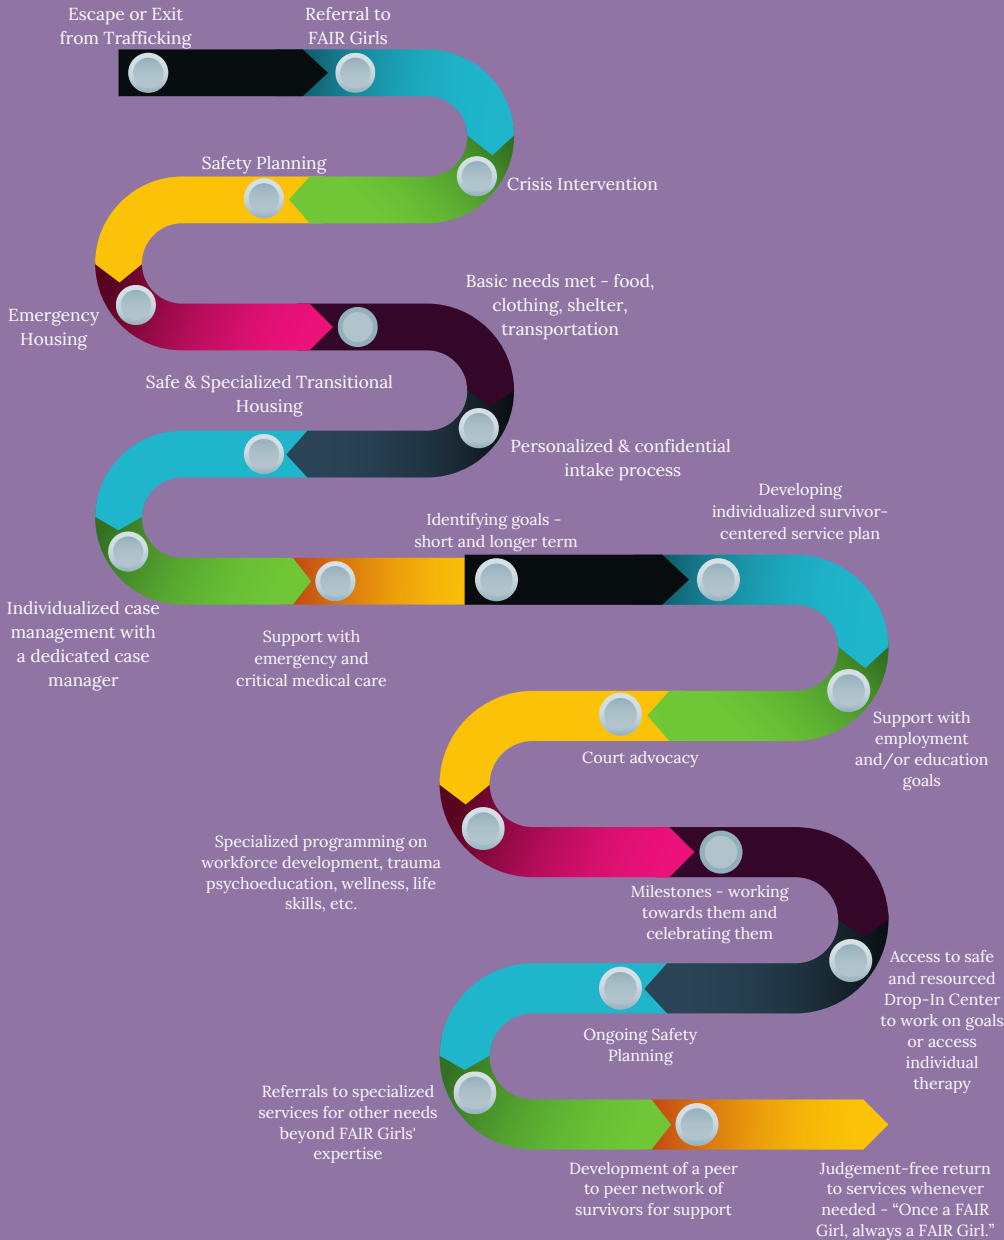 Escape or Exit
from Trafficking
Referral to
FAIR Girls
Crisis Intervention
Safety Planning
Emergency
Housing
Basic needs met - food,
clothing, shelter,
transportation
Personalized & confidential
intake process
Safe & Specialized Transitional
Housing
Individualized case
management with
a dedicated case
manager
Support with
emergency and
critical medical care
Identifying goals -
short and longer term
Developing
individualized survivor-
centered service plan
Support with
employment
and/or education
goals
Court advocacy
Specialized programming on
workforce development, trauma
psychoeducation, wellness, life
skills, etc.
Milestones - working
towards them and
celebrating them
Access to safe
and resourced
Drop-In Center
to work on goals
or access
individual
therapy
Ongoing Safety
Planning
Referrals to specialized
services for other needs
beyond FAIR Girls'
expertise
Development of a peer
to peer network of
survivors for support
Judgement-free return
to services whenever
needed - “Once a FAIR
Girl, always a FAIR Girl.”